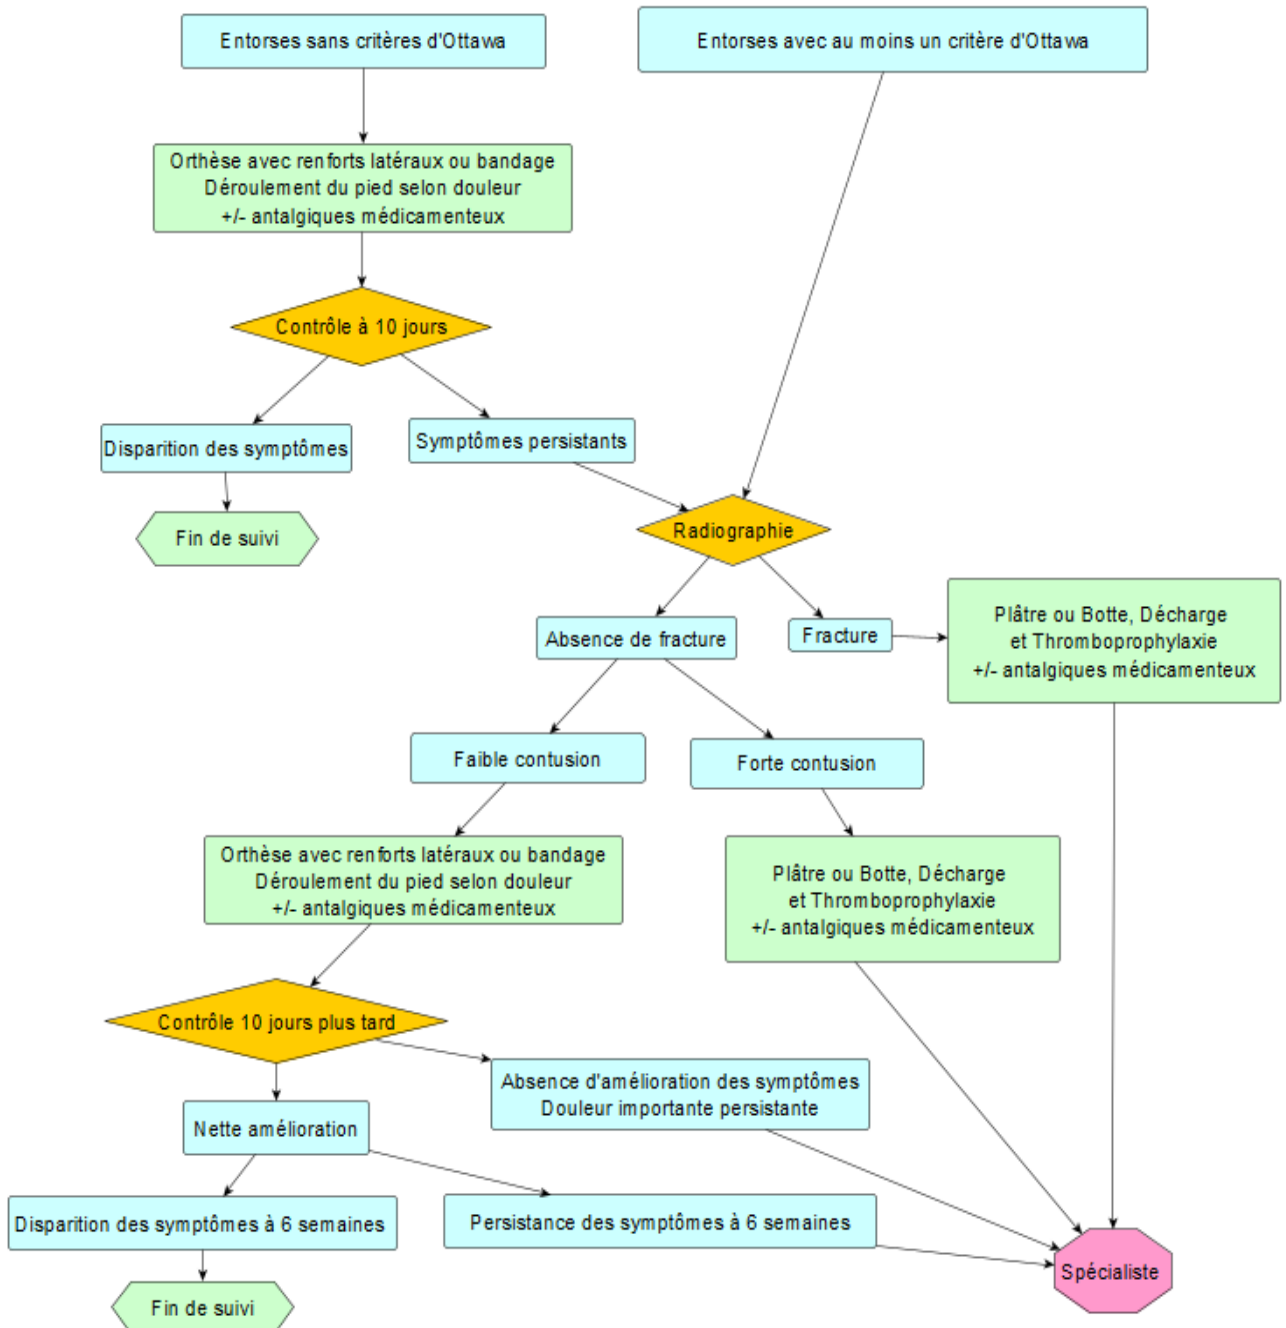 Entorses sans critères d'Ottawa
Entorses avec au moins un critère d'Ottawa
Orthèse avec renforts latéraux ou bandage
Déroulement du pied selon douleur
+/- antalgiques médicamenteux
Contrôle à 10 jours
Disparition des symptômes
Symptômes persistants
Fin de suivi
Radiographie
Absence de fracture
Fracture
Plâtre ou Botte, Décharge
et Thromboprophylaxie
+/- antalgiques médicamenteux
Faible contusion
Forte contusion
Orthèse avec renforts latéraux ou bandage
Déroulement du pied selon douleur
+/- antalgiques médicamenteux
Plâtre ou Botte, Décharge
et Thromboprophylaxie
+/- antalgiques médicamenteux
Contrôle 10 jours plus tard
Absence d'amélioration des symptômes
Douleur importante persistante
Nette amélioration
Disparition des symptômes à 6 semaines
Persistance des symptômes à 6 semaines
Spécialiste
Fin de suivi